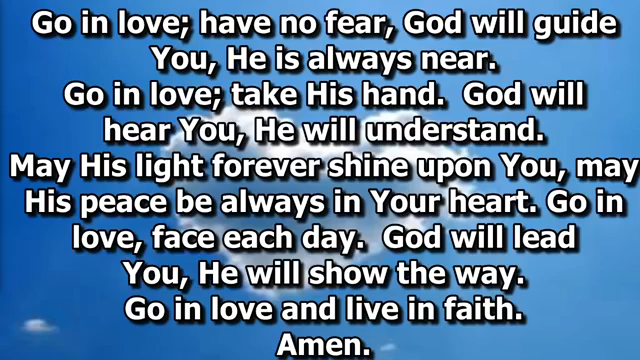 Go in love; have no fear, God will guide
You, He is always near.
Go in love; take His hand.  God will
hear You, He will understand.
May His light forever shine upon You, may
His peace be always in Your heart. Go in
love, face each day.  God will lead
You, He will show the way.
Go in love and live in faith.
Amen.